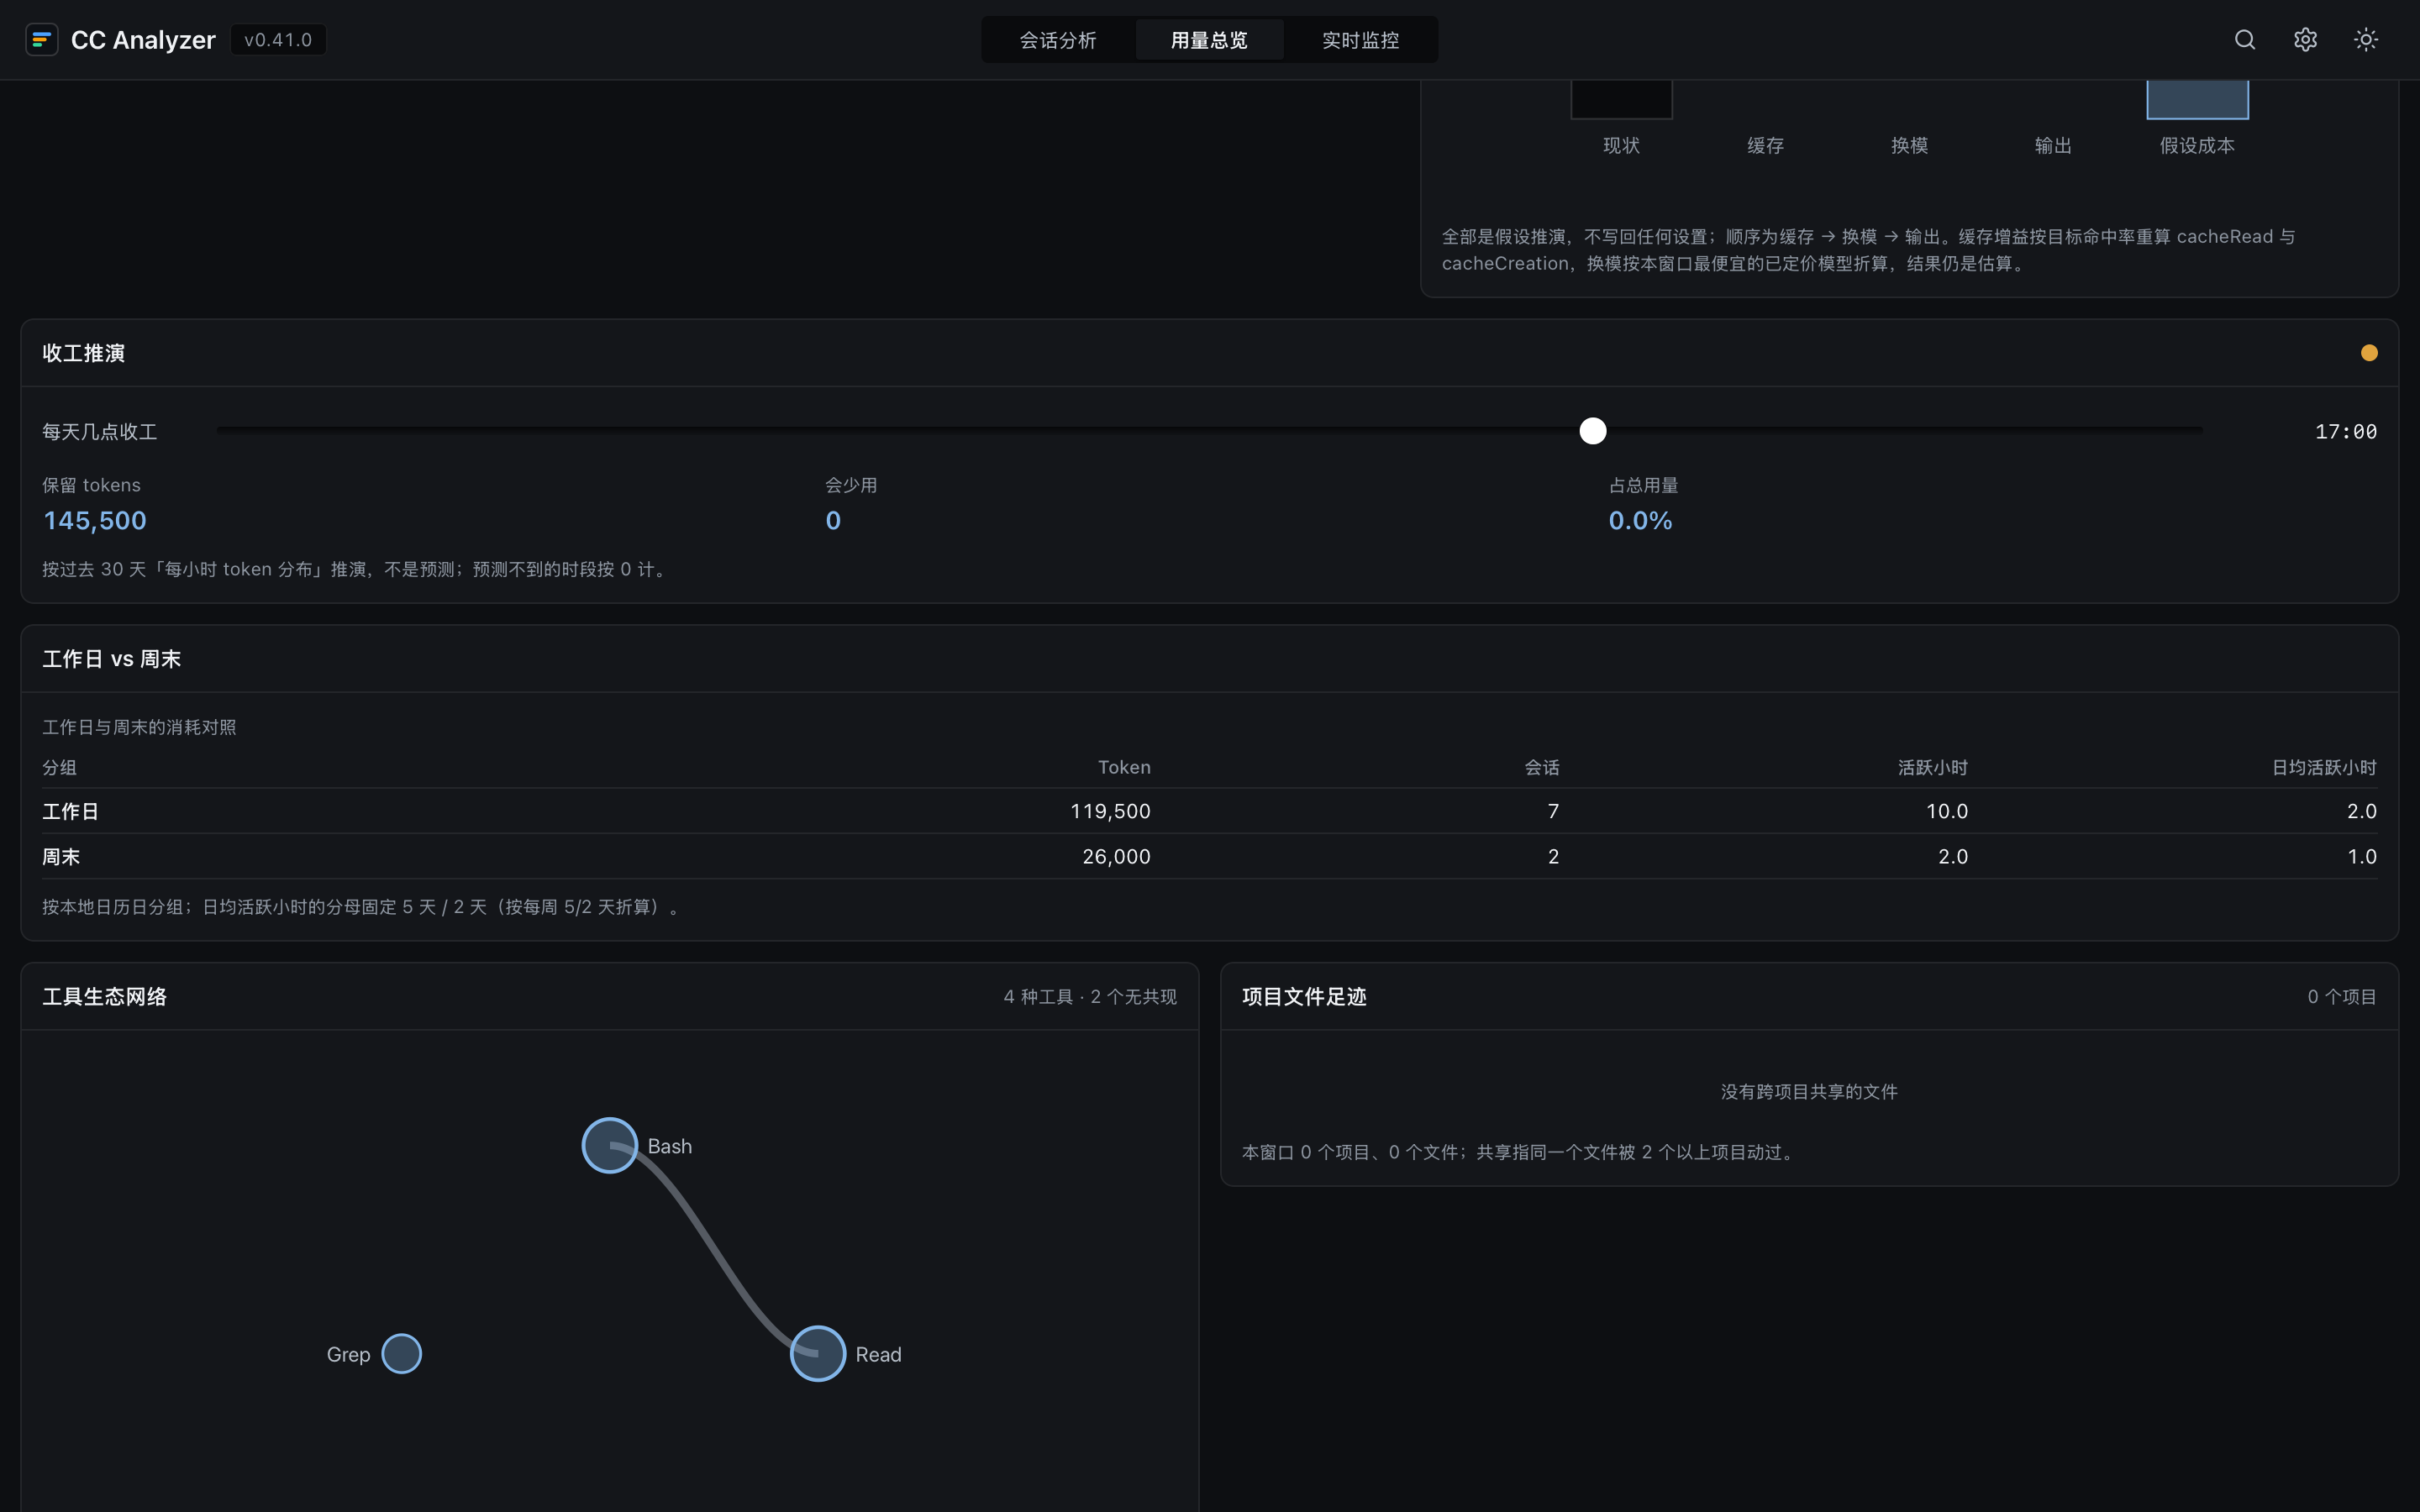 CC Analyzer v0.41.0 会话分析 用量总览 实时监控
现状 缓存 换模 输出 假设成本
全部是假设推演，不写回任何设置；顺序为缓存 → 换模 → 输出。缓存增益按目标命中率重算 cacheRead 与
cacheCreation，换模按本窗口最便宜的已定价模型折算，结果仍是估算。
收工推演
每天几点收工 17:00
保留 tokens 会少用 占总用量
145,500 0 0.0%
按过去 30 天「每小时 token 分布」推演，不是预测；预测不到的时段按 0 计。
工作日 vs 周末
工作日与周末的消耗对照
分组 Token 会话 活跃小时 日均活跃小时
工作日 119,500 7 10.0 2.0
周末 26,000 2 2.0 1.0
按本地日历日分组；日均活跃小时的分母固定 5 天 / 2 天（按每周 5/2 天折算）。
工具生态网络 4 种工具 · 2 个无共现
Bash
Grep
Read
项目文件足迹 0 个项目
没有跨项目共享的文件
本窗口 0 个项目、0 个文件；共享指同一个文件被 2 个以上项目动过。